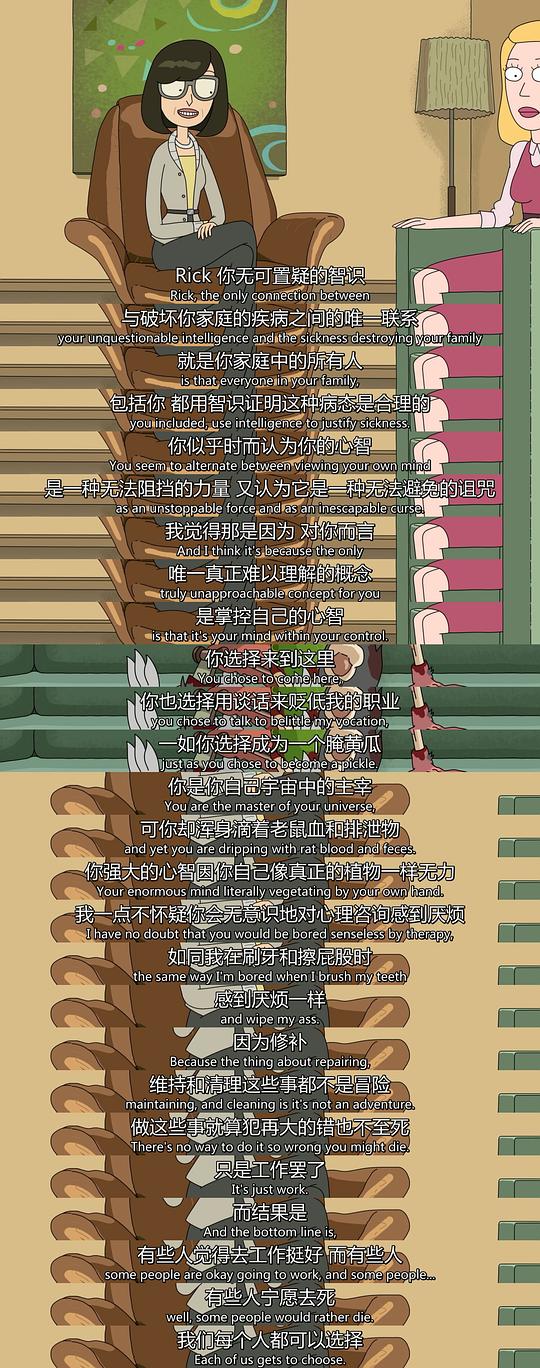 Rick 你无可置疑的智识
Rick, the only connection between
与破坏你家庭的疾病之间的唯一联系
your unquestionable intelligence and the sickness destroying your family
就是你家庭中的所有人
is that everyone in your family,
包括你 都用智识证明这种病态是合理的
you included, use intelligence to justify sickness.
你似乎时而认为你的心智
You seem to alternate between viewing your own mind
是一种无法阻挡的力量 又认为它是一种无法避免的诅咒
as an unstoppable force and as an inescapable curse.
我觉得那是因为 对你而言
And I think it's because the only
唯一真正难以理解的概念
truly unapproachable concept for you
是掌控自己的心智
is that it's your mind within your control.
你选择来到这里
You chose to come here,
你也选择用谈话来贬低我的职业
you chose to talk to belittle my vocation,
一如你选择成为一个腌黄瓜
just as you chose to become a pickle.
你是你自己宇宙中的主宰
You are the master of your universe,
可你却浑身滴着老鼠血和排泄物
and yet you are dripping with rat blood and feces.
你强大的心智因你自己像真正的植物一样无力
Your enormous mind literally vegetating by your own hand.
我一点不怀疑你会无意识地对心理咨询感到厌烦
I have no doubt that you would be bored senseless by therapy,
如同我在刷牙和擦屁股时
the same way I'm bored when I brush my teeth
感到厌烦一样
and wipe my ass.
因为修补
Because the thing about repairing,
维持和清理这些事都不是冒险
maintaining, and cleaning is it's not an adventure.
做这些事就算犯再大的错也不至死
There's no way to do it so wrong you might die.
只是工作罢了
It's just work.
而结果是
And the bottom line is,
有些人觉得去工作挺好 而有些人
some people are okay going to work, and some people...
有些人宁愿去死
well, some people would rather die.
我们每个人都可以选择
Each of us gets to choose.